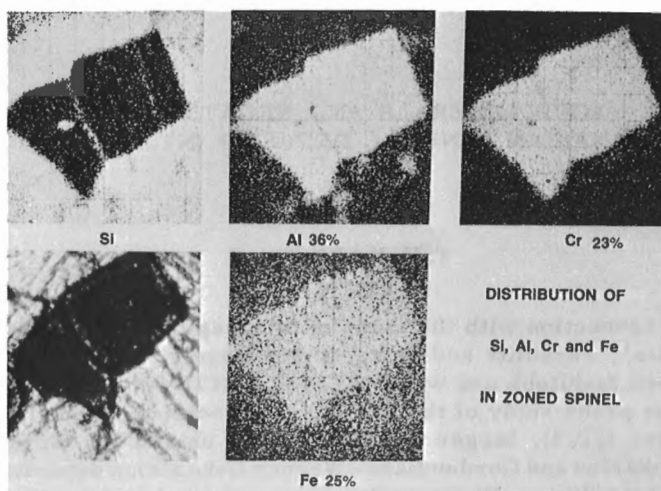 Si
Al 36%
Cr 23%
Fe 25%
DISTRIBUTION OF
Si, Al, Cr and Fe
IN ZONED SPINEL